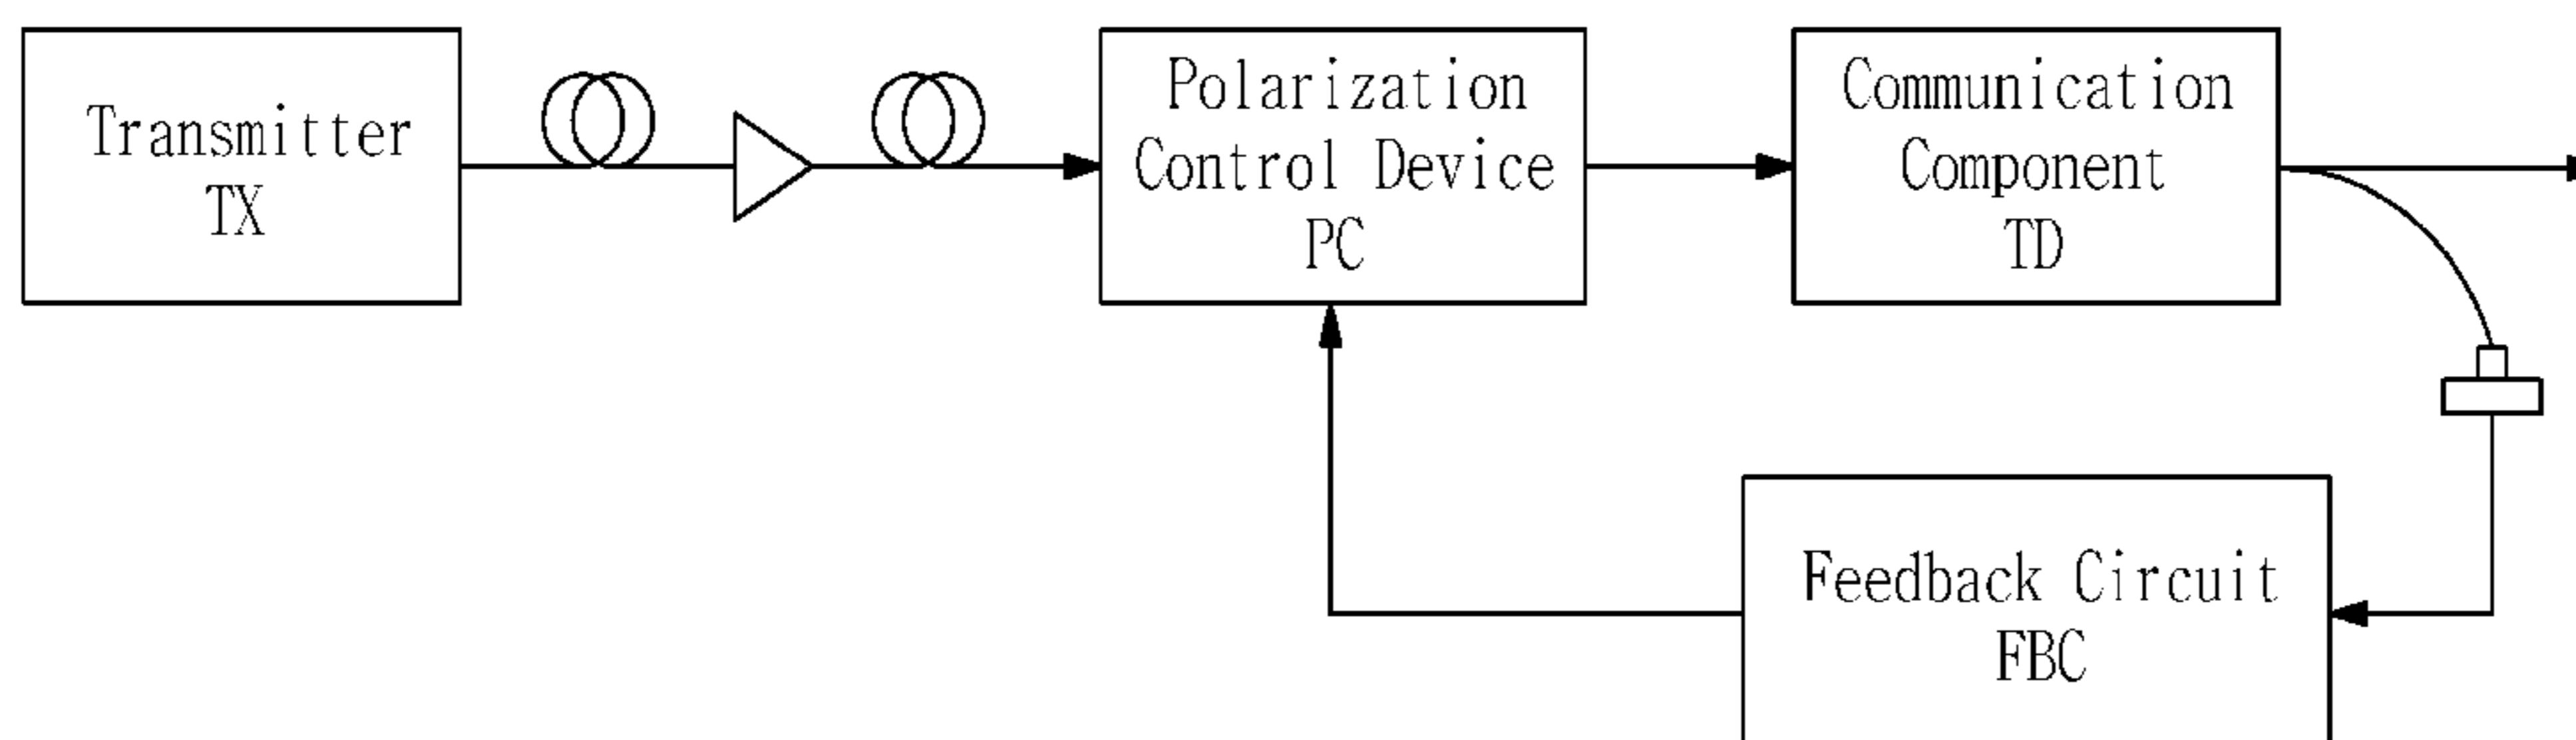 Transmitter
TX
Polarization
Control Device
PC
Communication
Component
TD
Feedback Circuit
FBC